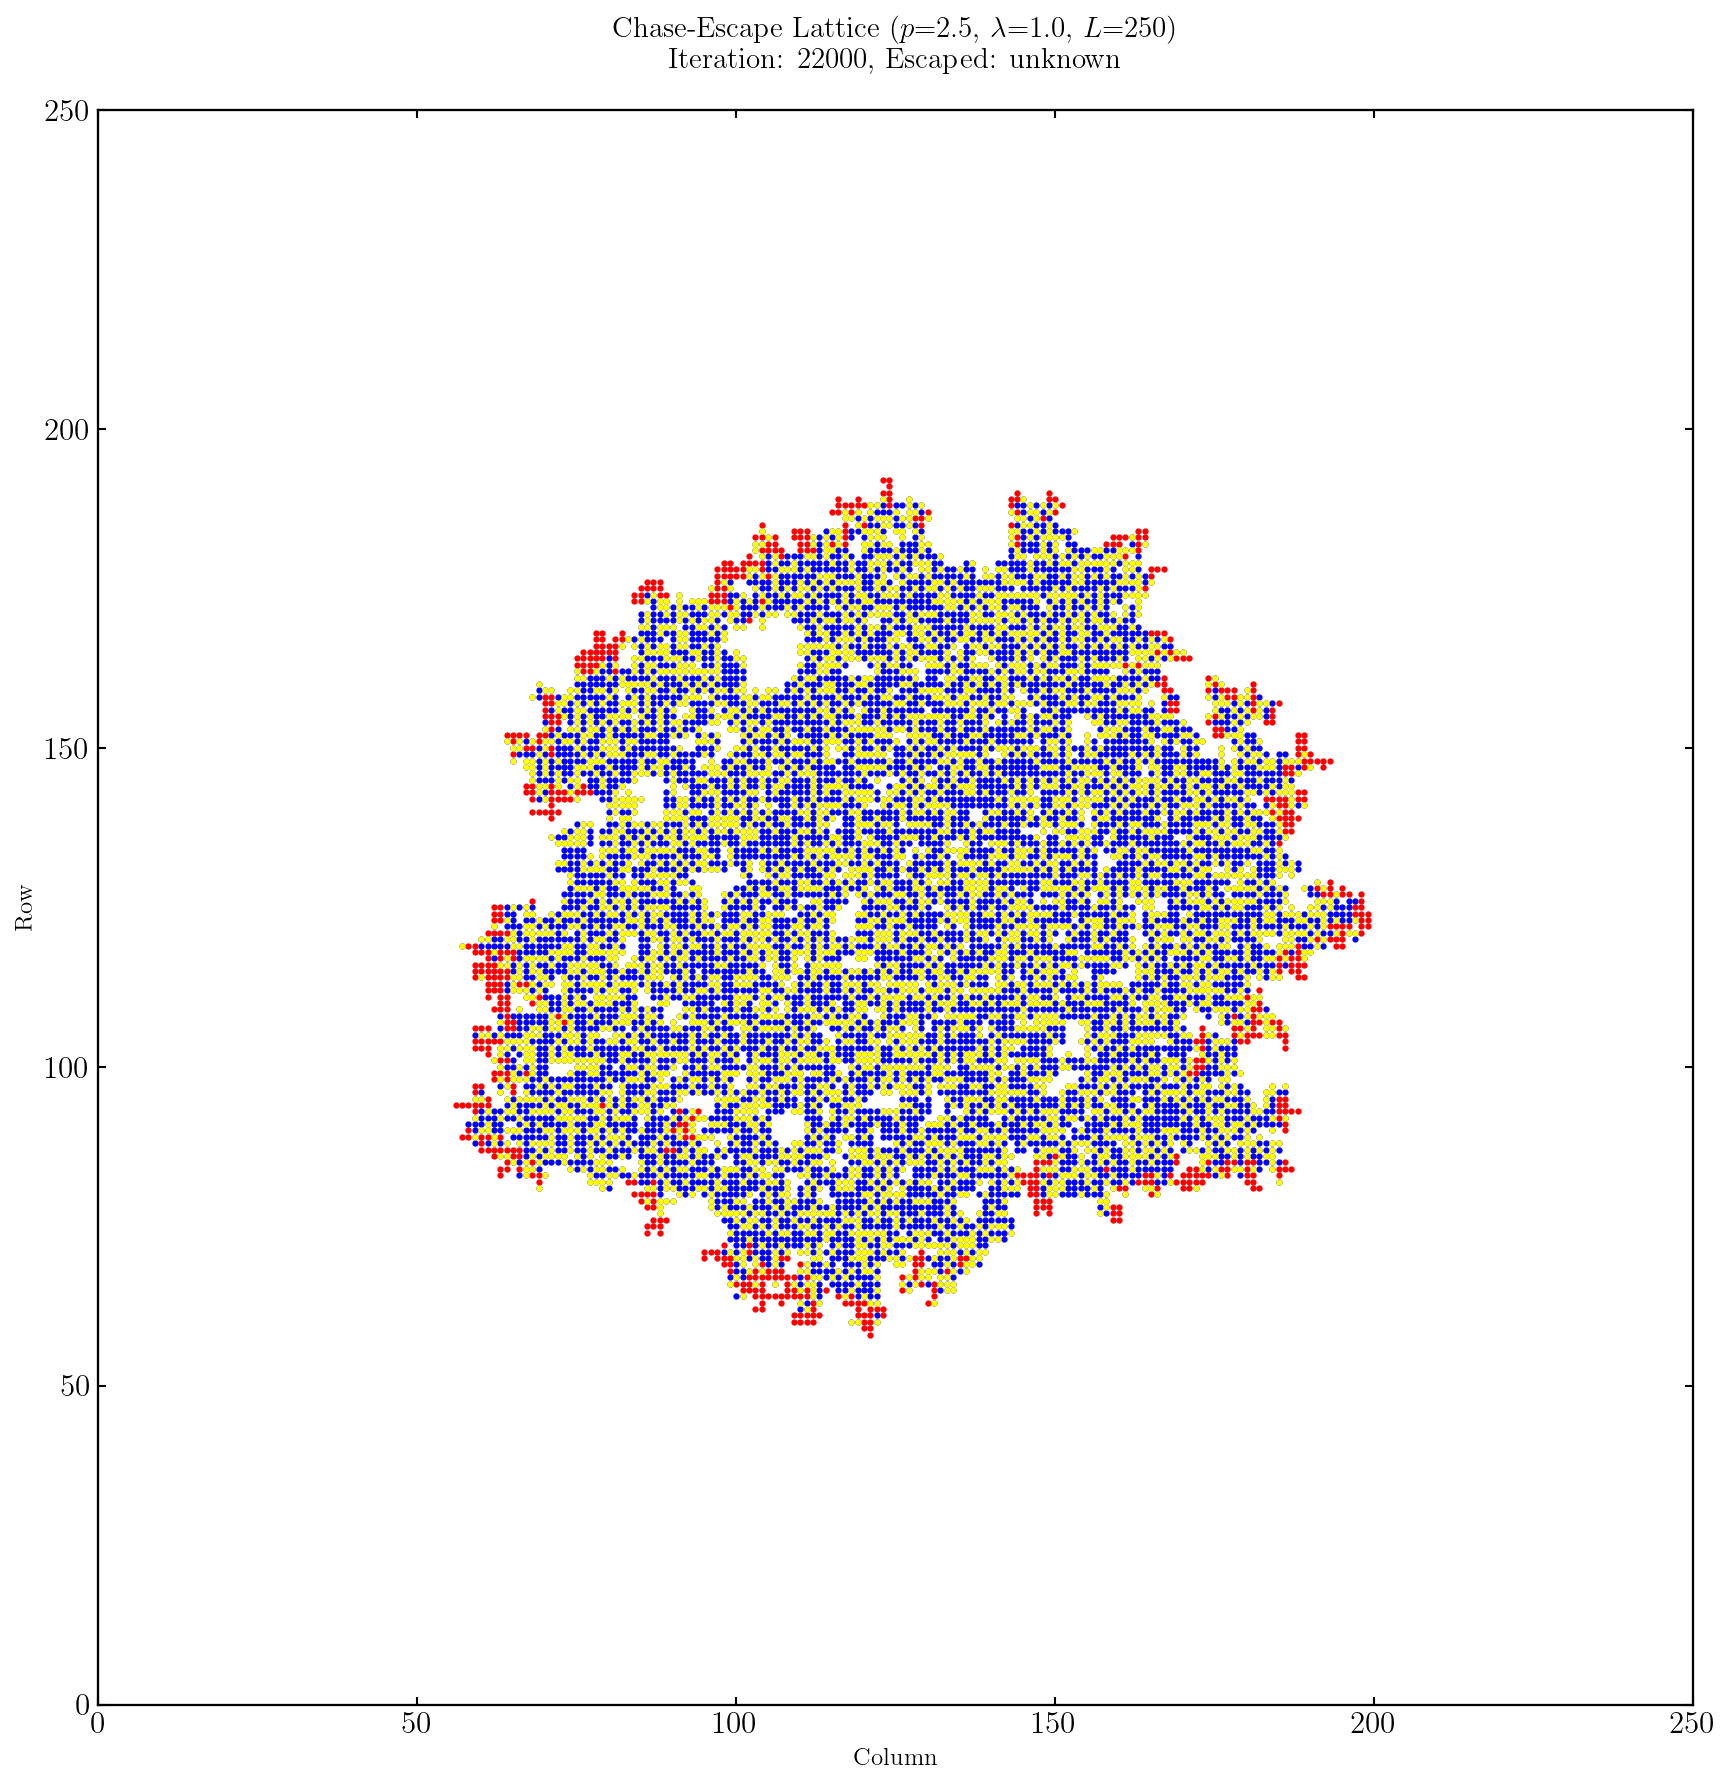 Chase-Escape Lattice (p=2.5, λ=1.0, L=250)
Iteration: 22000, Escaped: unknown
250
200
150
100
50
0
Row
0 50 100 150 200 250
Column